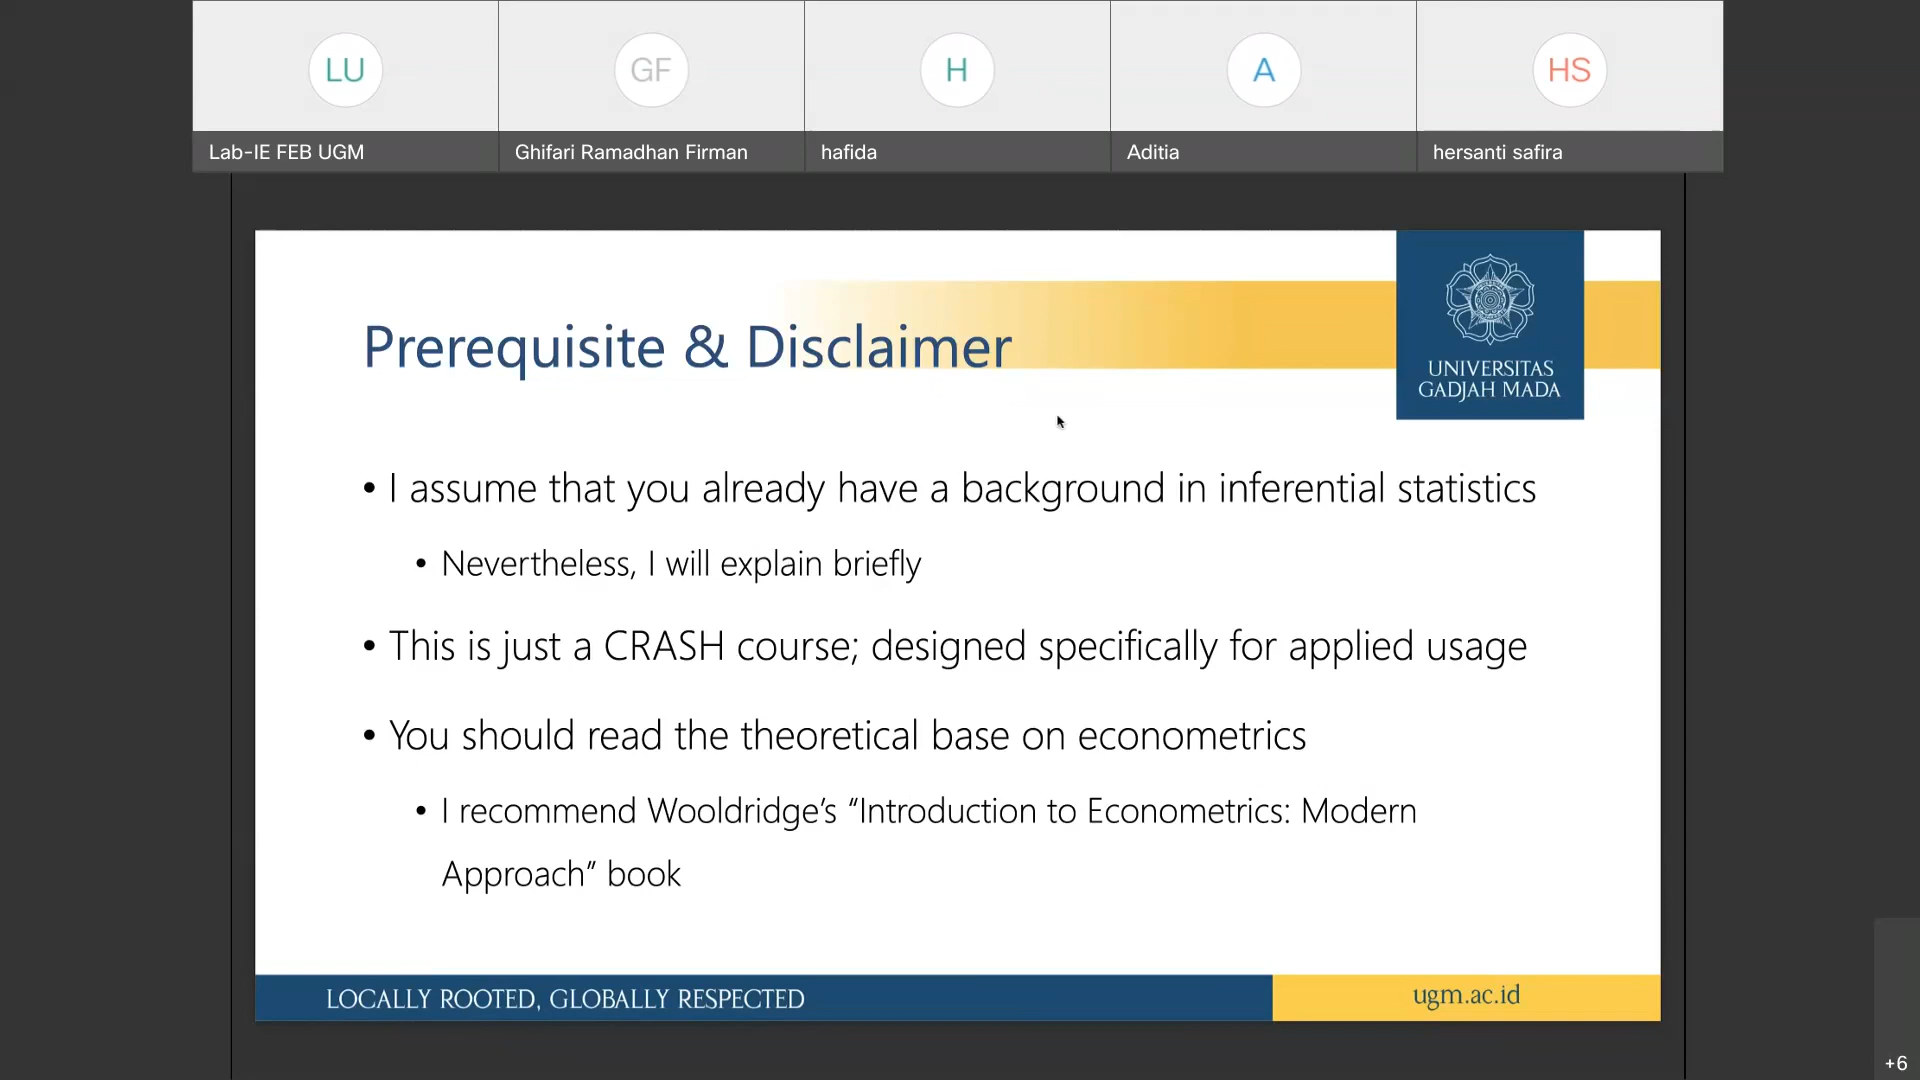 LU
GF
H
A
HS
Lab-IE FEB UGM
Ghifari Ramadhan Firman
hafida
Aditia
hersanti safira
Prerequisite & Disclaimer
UNIVERSITAS
GADJAH MADA
• I assume that you already have a background in inferential statistics
• Nevertheless, I will explain briefly
• This is just a CRASH course; designed specifically for applied usage
• You should read the theoretical base on econometrics
• I recommend Wooldridge’s “Introduction to Econometrics: Modern
Approach” book
LOCALLY ROOTED, GLOBALLY RESPECTED
ugm.ac.id
+6